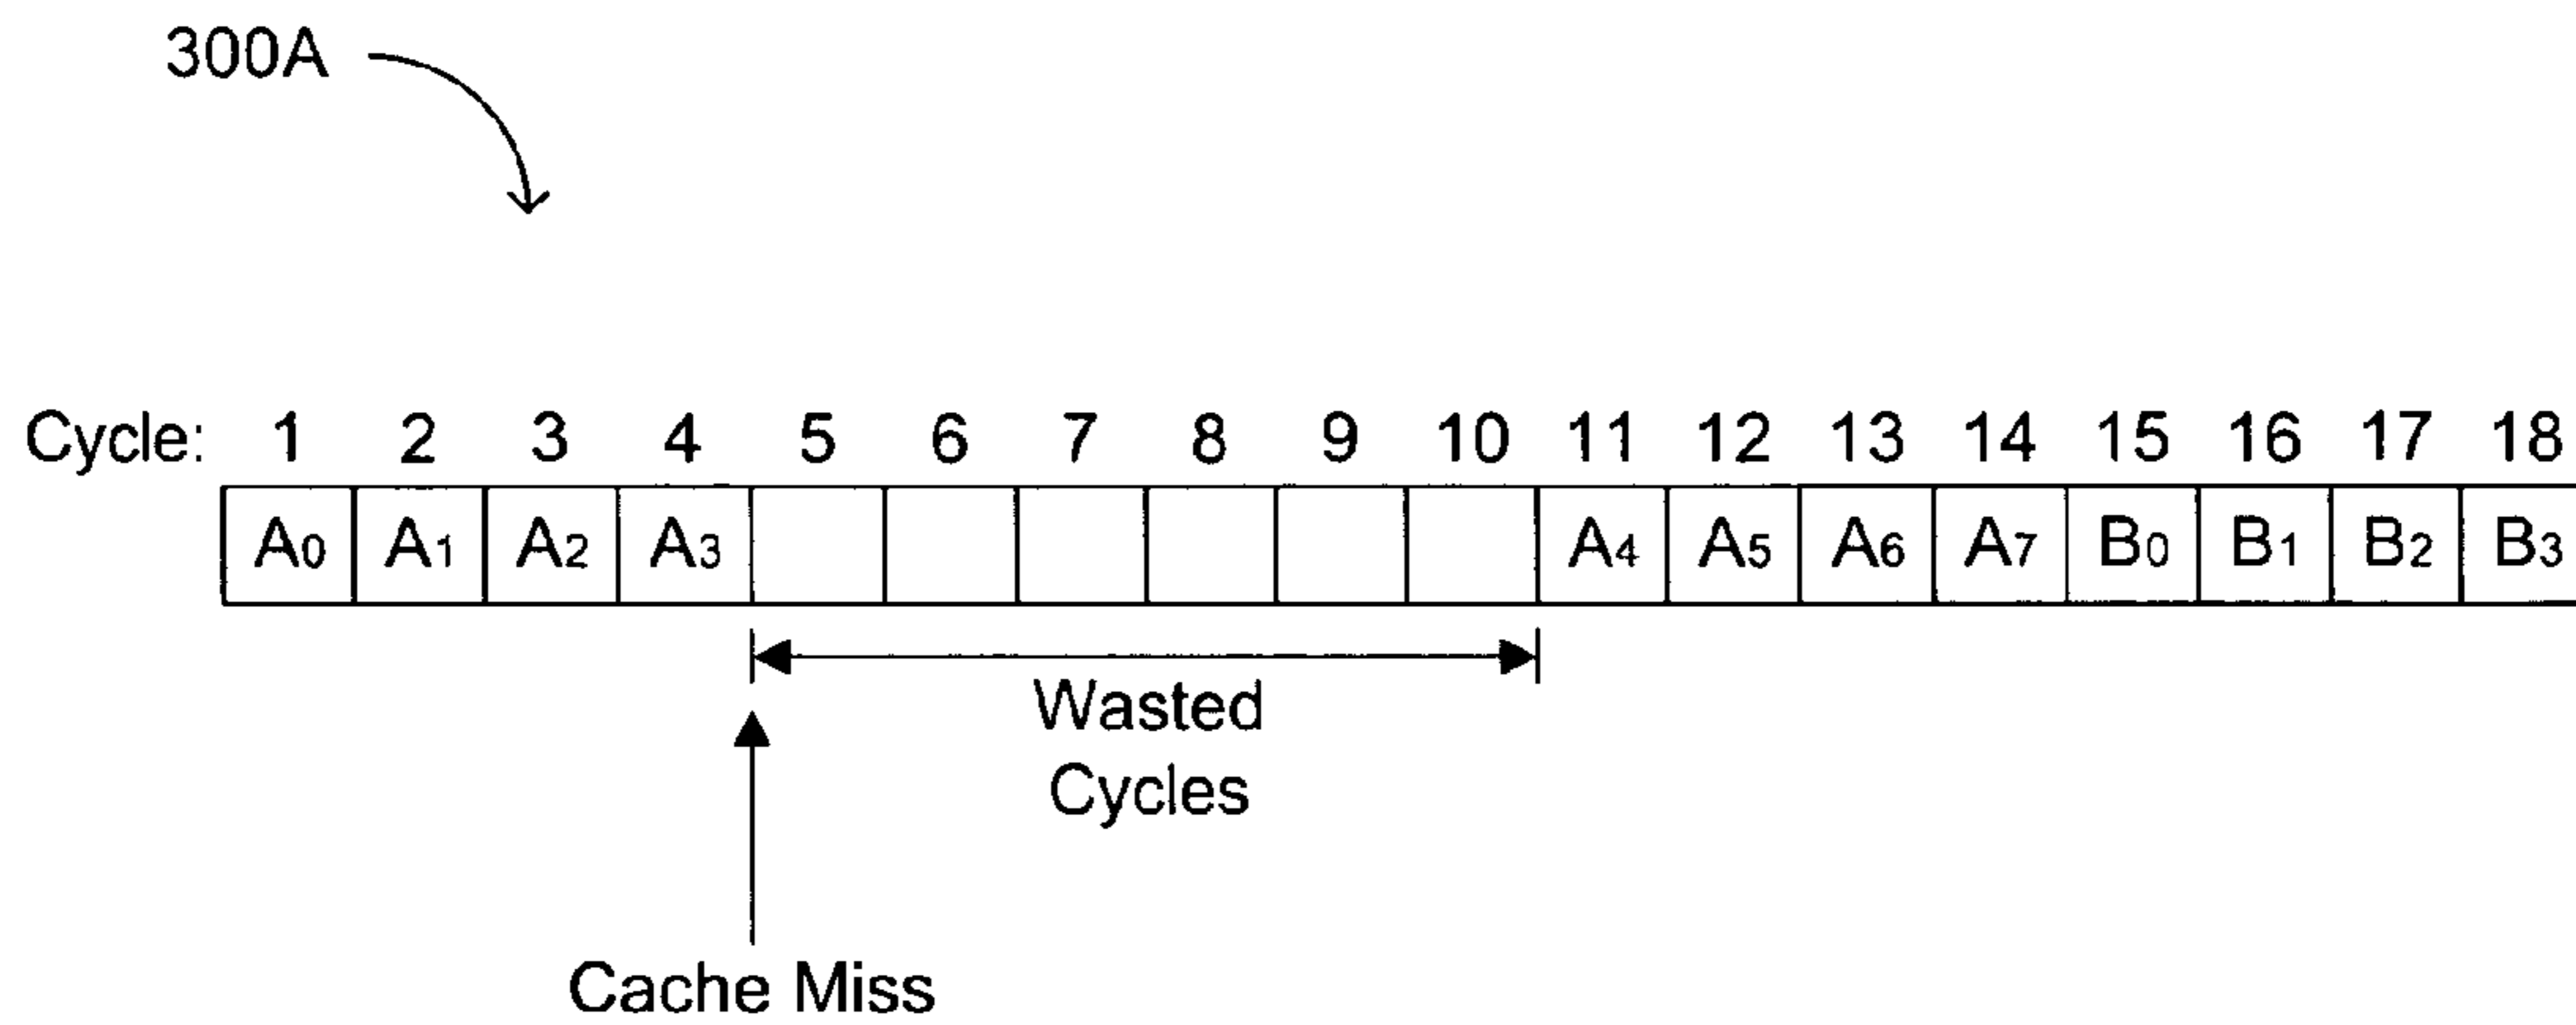 300A
Cycle: 1 2 3 4 5 6 7 8 9 10 11 12 13 14 15 16 17 18
A0 A1 A2 A3 A4 A5 A6 A7 B0 B1 B2 B3
Wasted
Cycles
Cache Miss